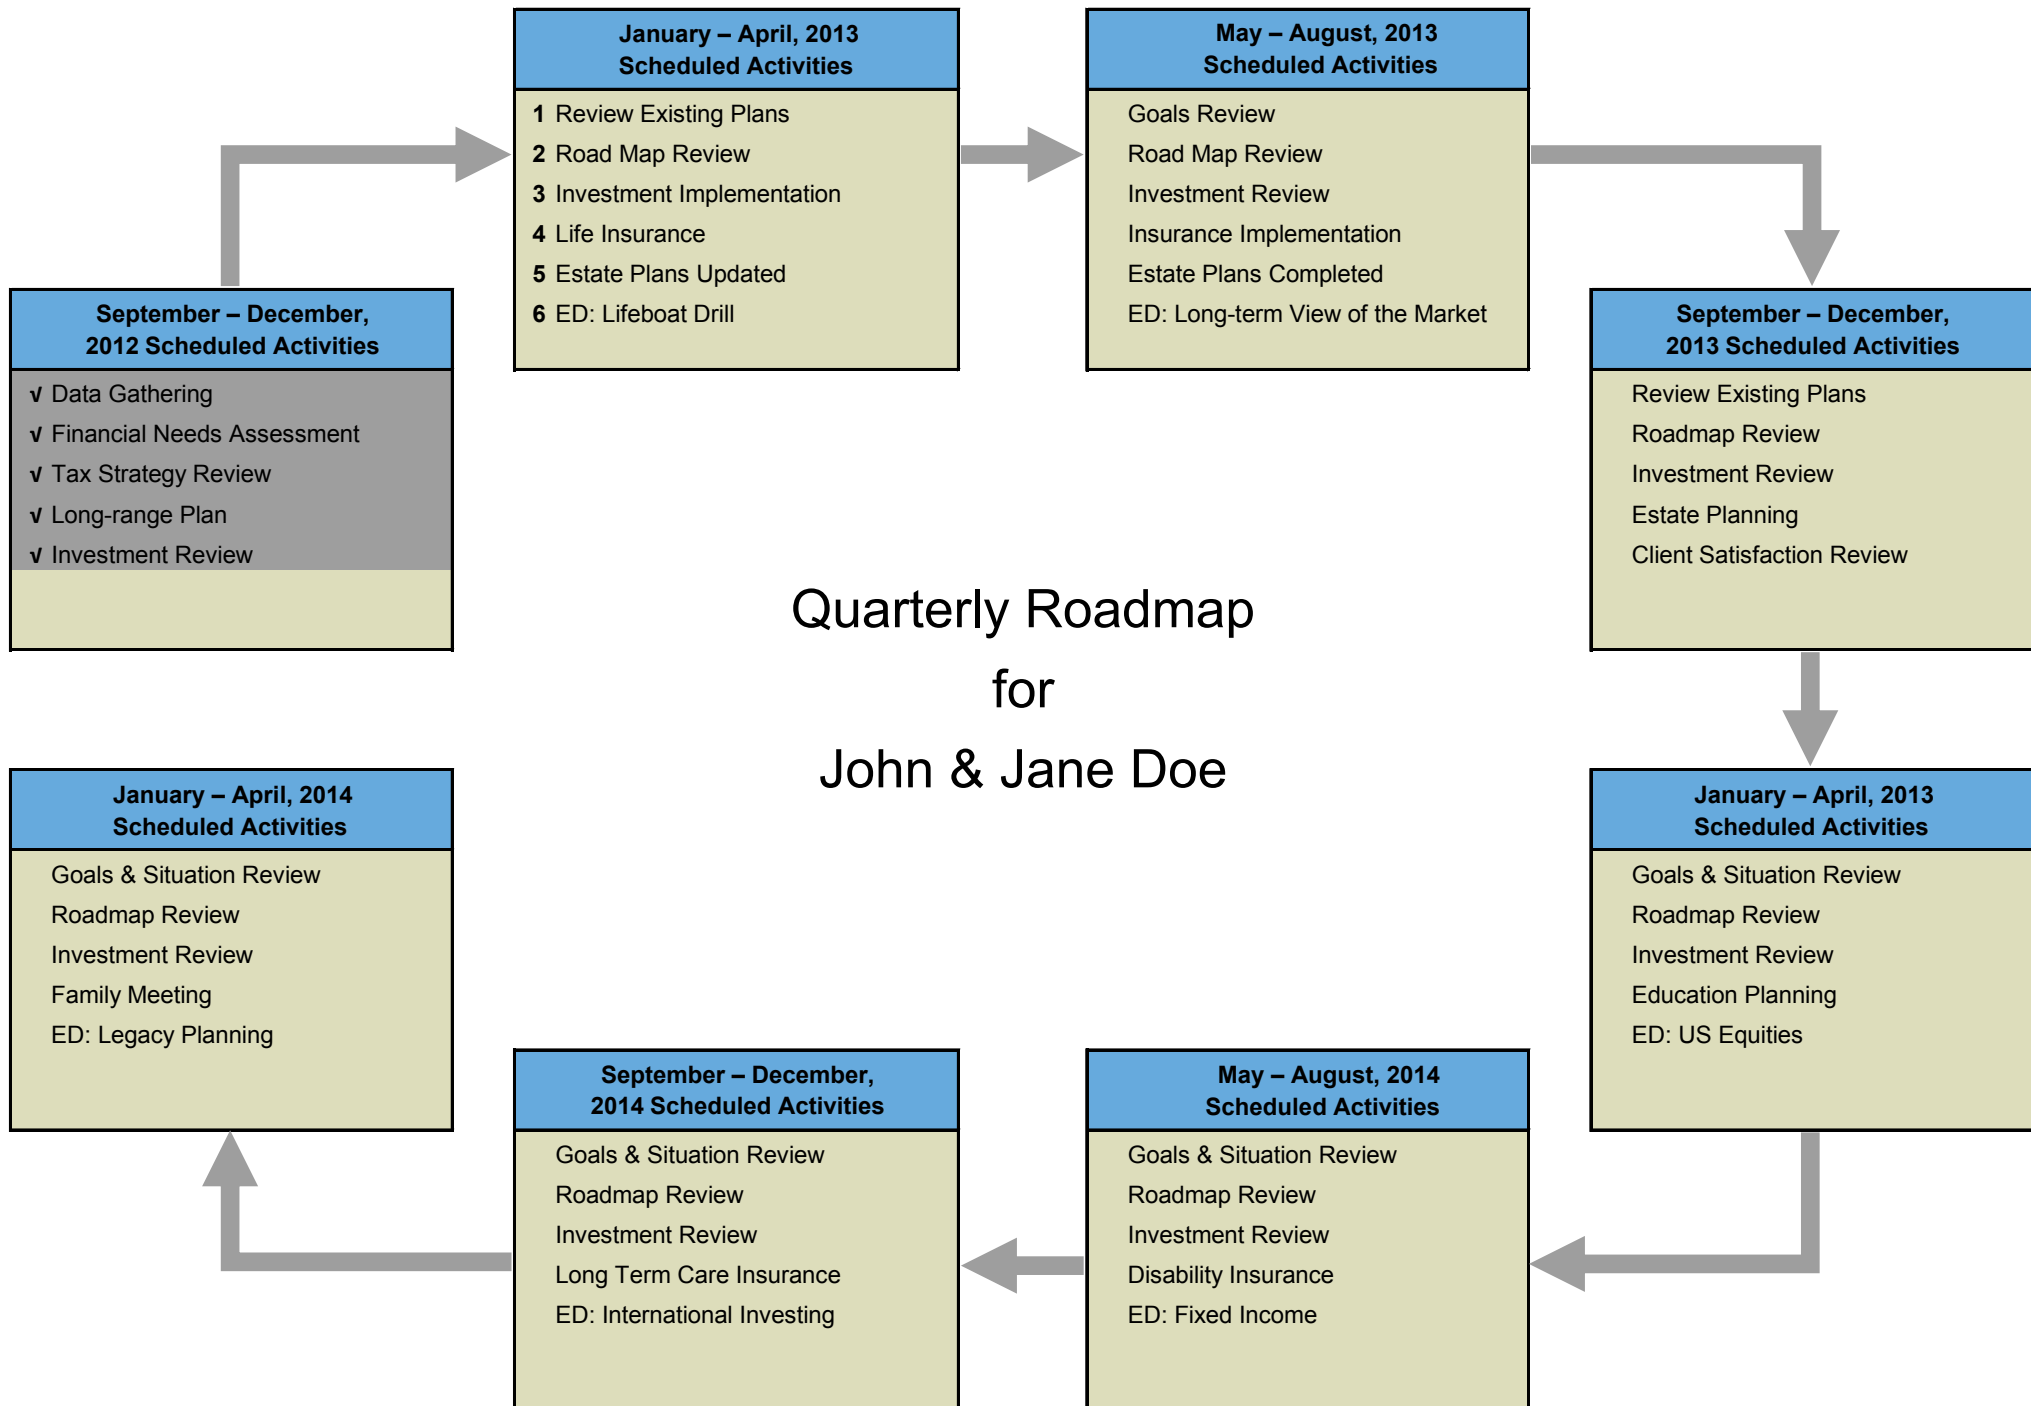 January – April, 2013
Scheduled Activities
1 Review Existing Plans
2 Road Map Review
3 Investment Implementation
4 Life Insurance
5 Estate Plans Updated
6 ED: Lifeboat Drill
May – August, 2013
Scheduled Activities
Goals Review
Road Map Review
Investment Review
Insurance Implementation
Estate Plans Completed
ED: Long-term View of the Market
September – December,
2012 Scheduled Activities
√ Data Gathering
√ Financial Needs Assessment
√ Tax Strategy Review
√ Long-range Plan
√ Investment Review
September – December,
2013 Scheduled Activities
Review Existing Plans
Roadmap Review
Investment Review
Estate Planning
Client Satisfaction Review
Quarterly Roadmap
for
John & Jane Doe
January – April, 2014
Scheduled Activities
Goals & Situation Review
Roadmap Review
Investment Review
Family Meeting
ED: Legacy Planning
January – April, 2013
Scheduled Activities
Goals & Situation Review
Roadmap Review
Investment Review
Education Planning
ED: US Equities
September – December,
2014 Scheduled Activities
Goals & Situation Review
Roadmap Review
Investment Review
Long Term Care Insurance
ED: International Investing
May – August, 2014
Scheduled Activities
Goals & Situation Review
Roadmap Review
Investment Review
Disability Insurance
ED: Fixed Income